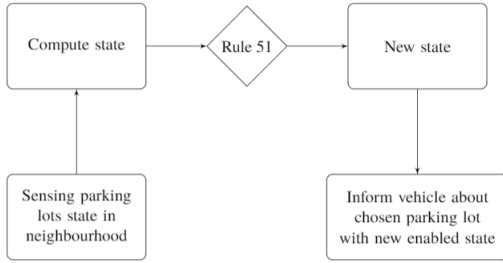 Compute state
Rule 51
New state
Sensing parking
lots state in
neighbourhood
Inform vehicle about
chosen parking lot
with new enabled state